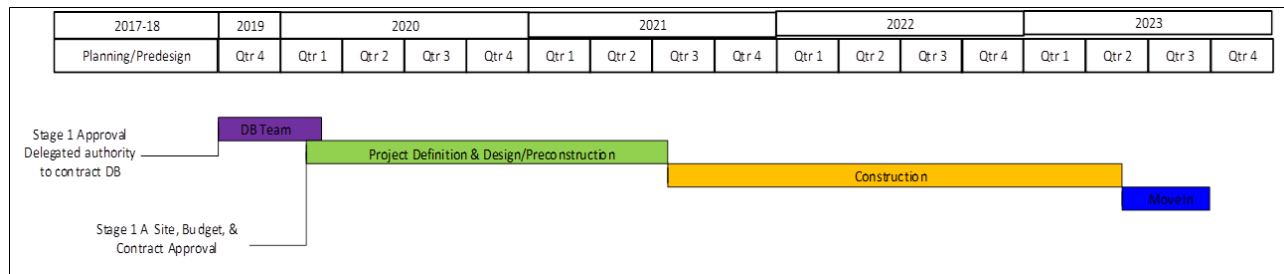 2017-18 2019 2020 2021 2022 2023
Planning/Predesign Qtr 4 Qtr 1 Qtr 2 Qtr 3 Qtr 4 Qtr 1 Qtr 2 Qtr 3 Qtr 4 Qtr 1 Qtr 2 Qtr 3 Qtr 4 Qtr 1 Qtr 2 Qtr 3 Qtr 4
DB Team
Stage 1 Approval
Delegated authority
to contract DB
Project Definition & Design/Preconstruction
Construction
Move In
Stage 1 A Site, Budget, &
Contract Approval